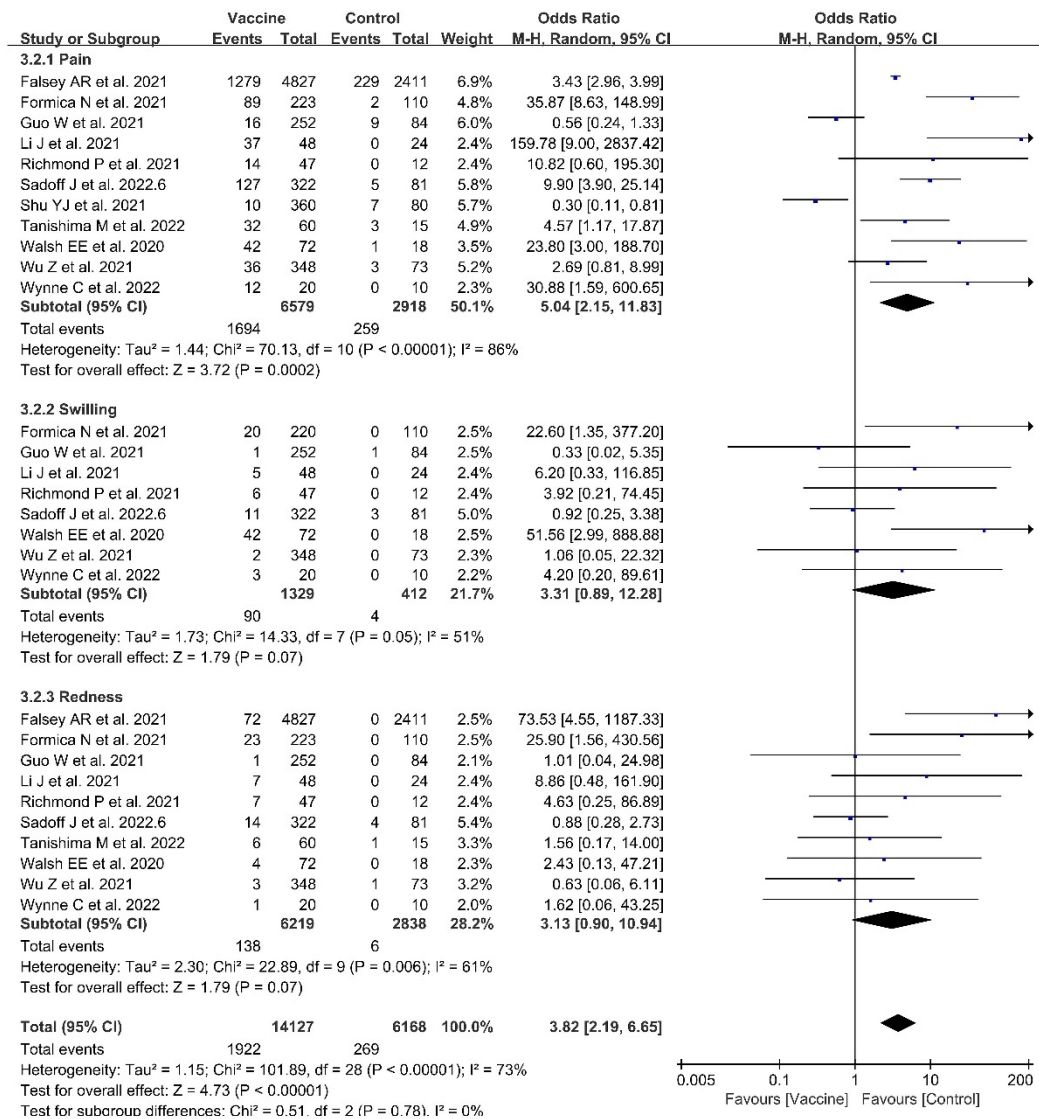 Vaccine Control Odds Ratio Odds Ratio
Study or Subgroup Events Total Events Total Weight M-H, Random, 95% CI M-H, Random, 95% CI
3.2.1 Pain
Falsey AR et al. 2021 1279 4827 229 2411 6.9% 3.43 [2.96, 3.99]
Formica N et al. 2021 89 223 2 110 4.8% 35.87 [8.63, 148.99]
Guo W et al. 2021 16 252 9 84 6.0% 0.56 [0.24, 1.33]
Li J et al. 2021 37 48 0 24 2.4% 159.78 [9.00, 2837.42]
Richmond P et al. 2021 14 47 0 12 2.4% 10.82 [0.60, 195.30]
Sadoff J et al. 2022.6 127 322 5 81 5.8% 9.90 [3.90, 25.14]
Shu YJ et al. 2021 10 360 7 80 5.7% 0.30 [0.11, 0.81]
Tanishima M et al. 2022 32 60 3 15 4.9% 4.57 [1.17, 17.87]
Walsh EE et al. 2020 42 72 1 18 3.5% 23.80 [3.00, 188.70]
Wu Z et al. 2021 36 348 3 73 5.2% 2.69 [0.81, 8.99]
Wynne C et al. 2022 12 20 0 10 2.3% 30.88 [1.59, 600.65]
Subtotal (95% CI) 6579 2918 50.1% 5.04 [2.15, 11.83]
Total events 1694 259
Heterogeneity: Tau² = 1.44; Chi² = 70.13, df = 10 (P < 0.00001); I² = 86%
Test for overall effect: Z = 3.72 (P = 0.0002)
3.2.2 Swilling
Formica N et al. 2021 20 220 0 110 2.5% 22.60 [1.35, 377.20]
Guo W et al. 2021 1 252 1 84 2.5% 0.33 [0.02, 5.35]
Li J et al. 2021 5 48 0 24 2.4% 6.20 [0.33, 116.85]
Richmond P et al. 2021 6 47 0 12 2.4% 3.92 [0.21, 74.45]
Sadoff J et al. 2022.6 11 322 3 81 5.0% 0.92 [0.25, 3.38]
Walsh EE et al. 2020 42 72 0 18 2.5% 51.56 [2.99, 888.88]
Wu Z et al. 2021 2 348 0 73 2.3% 1.06 [0.05, 22.32]
Wynne C et al. 2022 3 20 0 10 2.2% 4.20 [0.20, 89.61]
Subtotal (95% CI) 1329 412 21.7% 3.31 [0.89, 12.28]
Total events 90 4
Heterogeneity: Tau² = 1.73; Chi² = 14.33, df = 7 (P = 0.05); I² = 51%
Test for overall effect: Z = 1.79 (P = 0.07)
3.2.3 Redness
Falsey AR et al. 2021 72 4827 0 2411 2.5% 73.53 [4.55, 1187.33]
Formica N et al. 2021 23 223 0 110 2.5% 25.90 [1.56, 430.56]
Guo W et al. 2021 1 252 0 84 2.1% 1.01 [0.04, 24.98]
Li J et al. 2021 7 48 0 24 2.4% 8.86 [0.48, 161.90]
Richmond P et al. 2021 7 47 0 12 2.4% 4.63 [0.25, 86.89]
Sadoff J et al. 2022.6 14 322 4 81 5.4% 0.88 [0.28, 2.73]
Tanishima M et al. 2022 6 60 1 15 3.3% 1.56 [0.17, 14.00]
Walsh EE et al. 2020 4 72 0 18 2.3% 2.43 [0.13, 47.21]
Wu Z et al. 2021 3 348 1 73 3.2% 0.63 [0.06, 6.11]
Wynne C et al. 2022 1 20 0 10 2.0% 1.62 [0.06, 43.25]
Subtotal (95% CI) 6219 2838 28.2% 3.13 [0.90, 10.94]
Total events 138 6
Heterogeneity: Tau² = 2.30; Chi² = 22.89, df = 9 (P = 0.006); I² = 61%
Test for overall effect: Z = 1.79 (P = 0.07)
Total (95% CI) 14127 6168 100.0% 3.82 [2.19, 6.65]
Total events 1922 269
Heterogeneity: Tau² = 1.15; Chi² = 101.89, df = 28 (P < 0.00001); I² = 73%
Test for overall effect: Z = 4.73 (P < 0.00001)
Test for subgroup differences: Chi² = 0.51, df = 2 (P = 0.78), I² = 0%
0.005 0.1 1 10 200
Favours [Vaccine] Favours [Control]